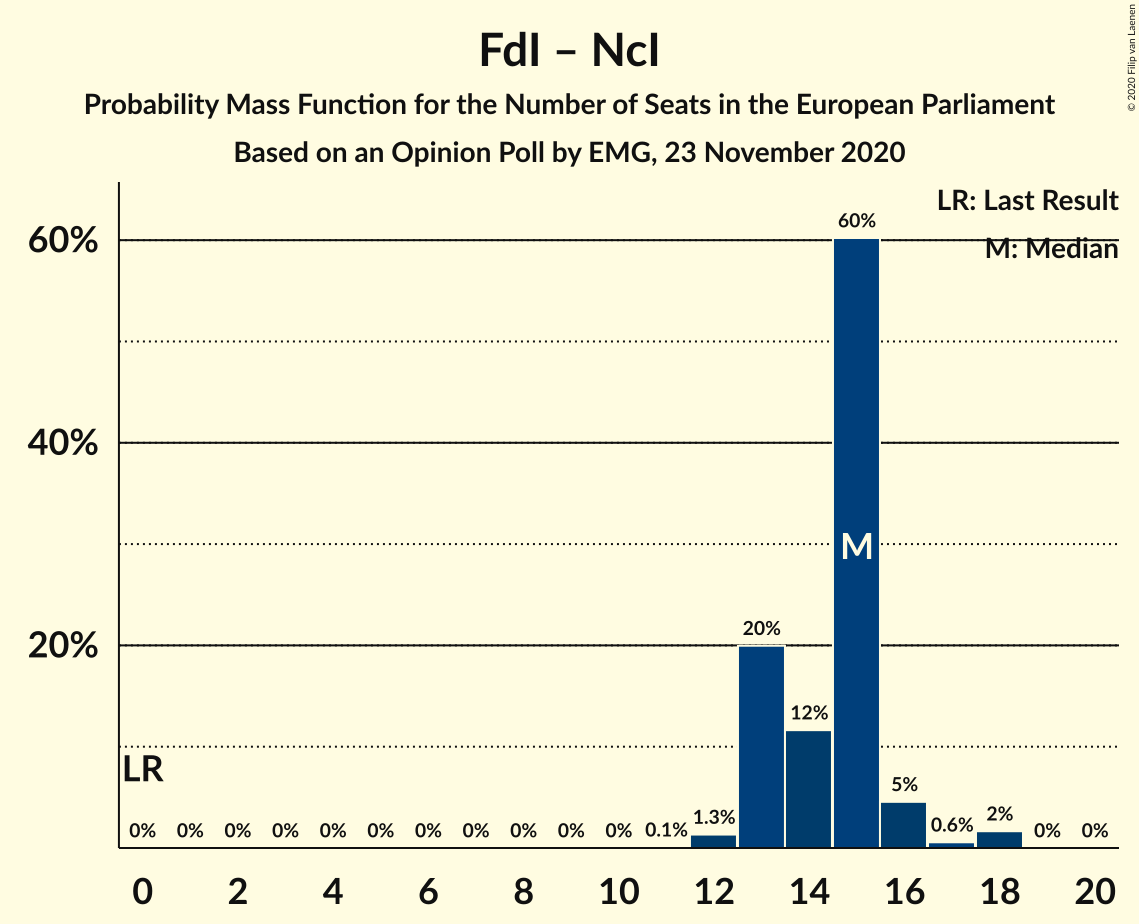 FdI – NcI
Probability Mass Function for the Number of Seats in the European Parliament
Based on an Opinion Poll by EMG, 23 November 2020
© 2020 Filip van Laenen
LR: Last Result
M: Median
60%
40%
20%
60%
M
20%
12%
LR
0% 0% 0% 0% 0% 0% 0% 0% 0% 0% 0% 0.1% 1.3% 5% 0.6% 2% 0% 0%
0 2 4 6 8 10 12 14 16 18 20